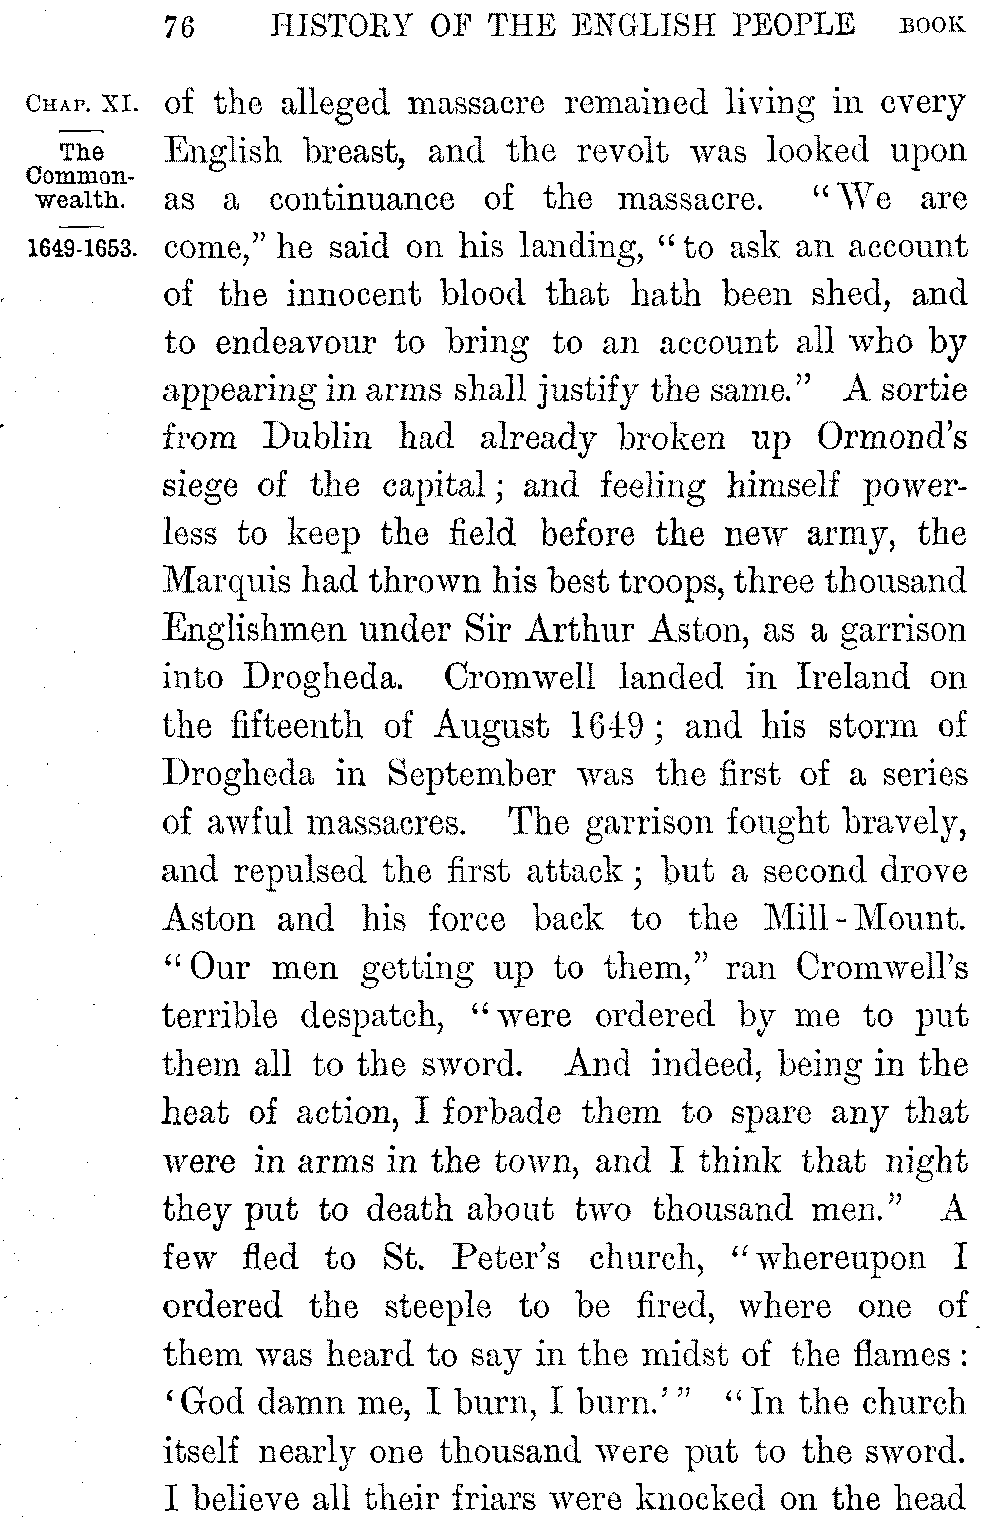 76 HISTORY OF THE ENGLISH PEOPLE BOOK
CHAP. XI.
The
Common-
wealth.
1649-1653.
of the alleged massacre remained living in every
English breast, and the revolt was looked upon
as a continuance of the massacre. "We are
come," he said on his landing, "to ask an account
of the innocent blood that hath been shed, and
to endeavour to bring to an account all who by
appearing in arms shall justify the same." A sortie
from Dublin had already broken up Ormond's
siege of the capital; and feeling himself power-
less to keep the field before the new army, the
Marquis had thrown his best troops, three thousand
Englishmen under Sir Arthur Aston, as a garrison
into Drogheda. Cromwell landed in Ireland on
the fifteenth of August 1649; and his storm of
Drogheda in September was the first of a series
of awful massacres. The garrison fought bravely,
and repulsed the first attack; but a second drove
Aston and his force back to the Mill-Mount.
"Our men getting up to them," ran Cromwell's
terrible despatch, "were ordered by me to put
them all to the sword. And indeed, being in the
heat of action, I forbade them to spare any that
were in arms in the town, and I think that night
they put to death about two thousand men." A
few fled to St. Peter's church, "whereupon I
ordered the steeple to be fired, where one of
them was heard to say in the midst of the flames:
'God damn me, I burn, I burn.'" "In the church
itself nearly one thousand were put to the sword.
I believe all their friars were knocked on the head